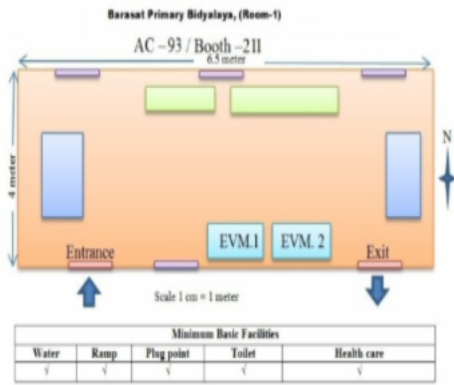 Barasat Primary Bidyalaya, (Room-1)
AC –93 / Booth –211
6.5 meter
4 meter
N
EVM.1 EVM. 2
Entrance Exit
Scale 1 cm = 1 meter
Minimum Basic Facilities
Water Ramp Plug point Toilet Health care
√ √ √ √ √